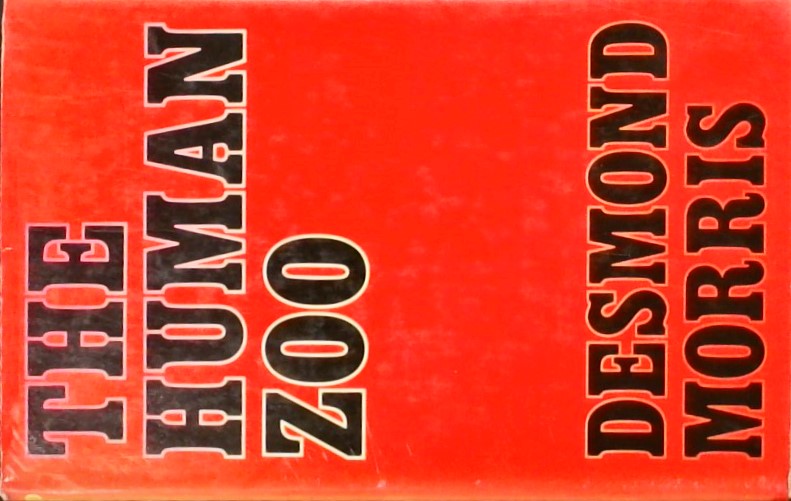 THE
HUMAN
ZOO
DESMOND
MORRIS